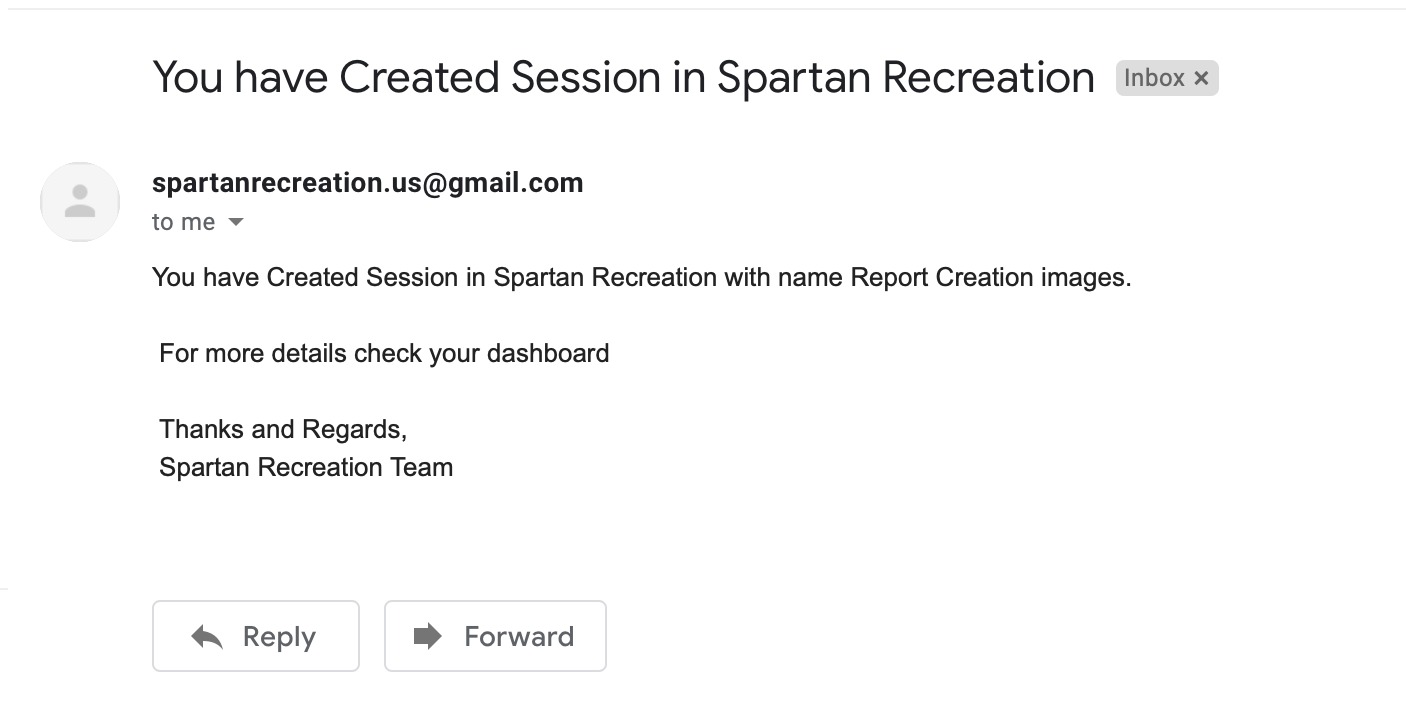 You have Created Session in Spartan Recreation Inbox ×
spartanrecreation.us@gmail.com
to me
You have Created Session in Spartan Recreation with name Report Creation images.
For more details check your dashboard
Thanks and Regards,
Spartan Recreation Team
Reply Forward